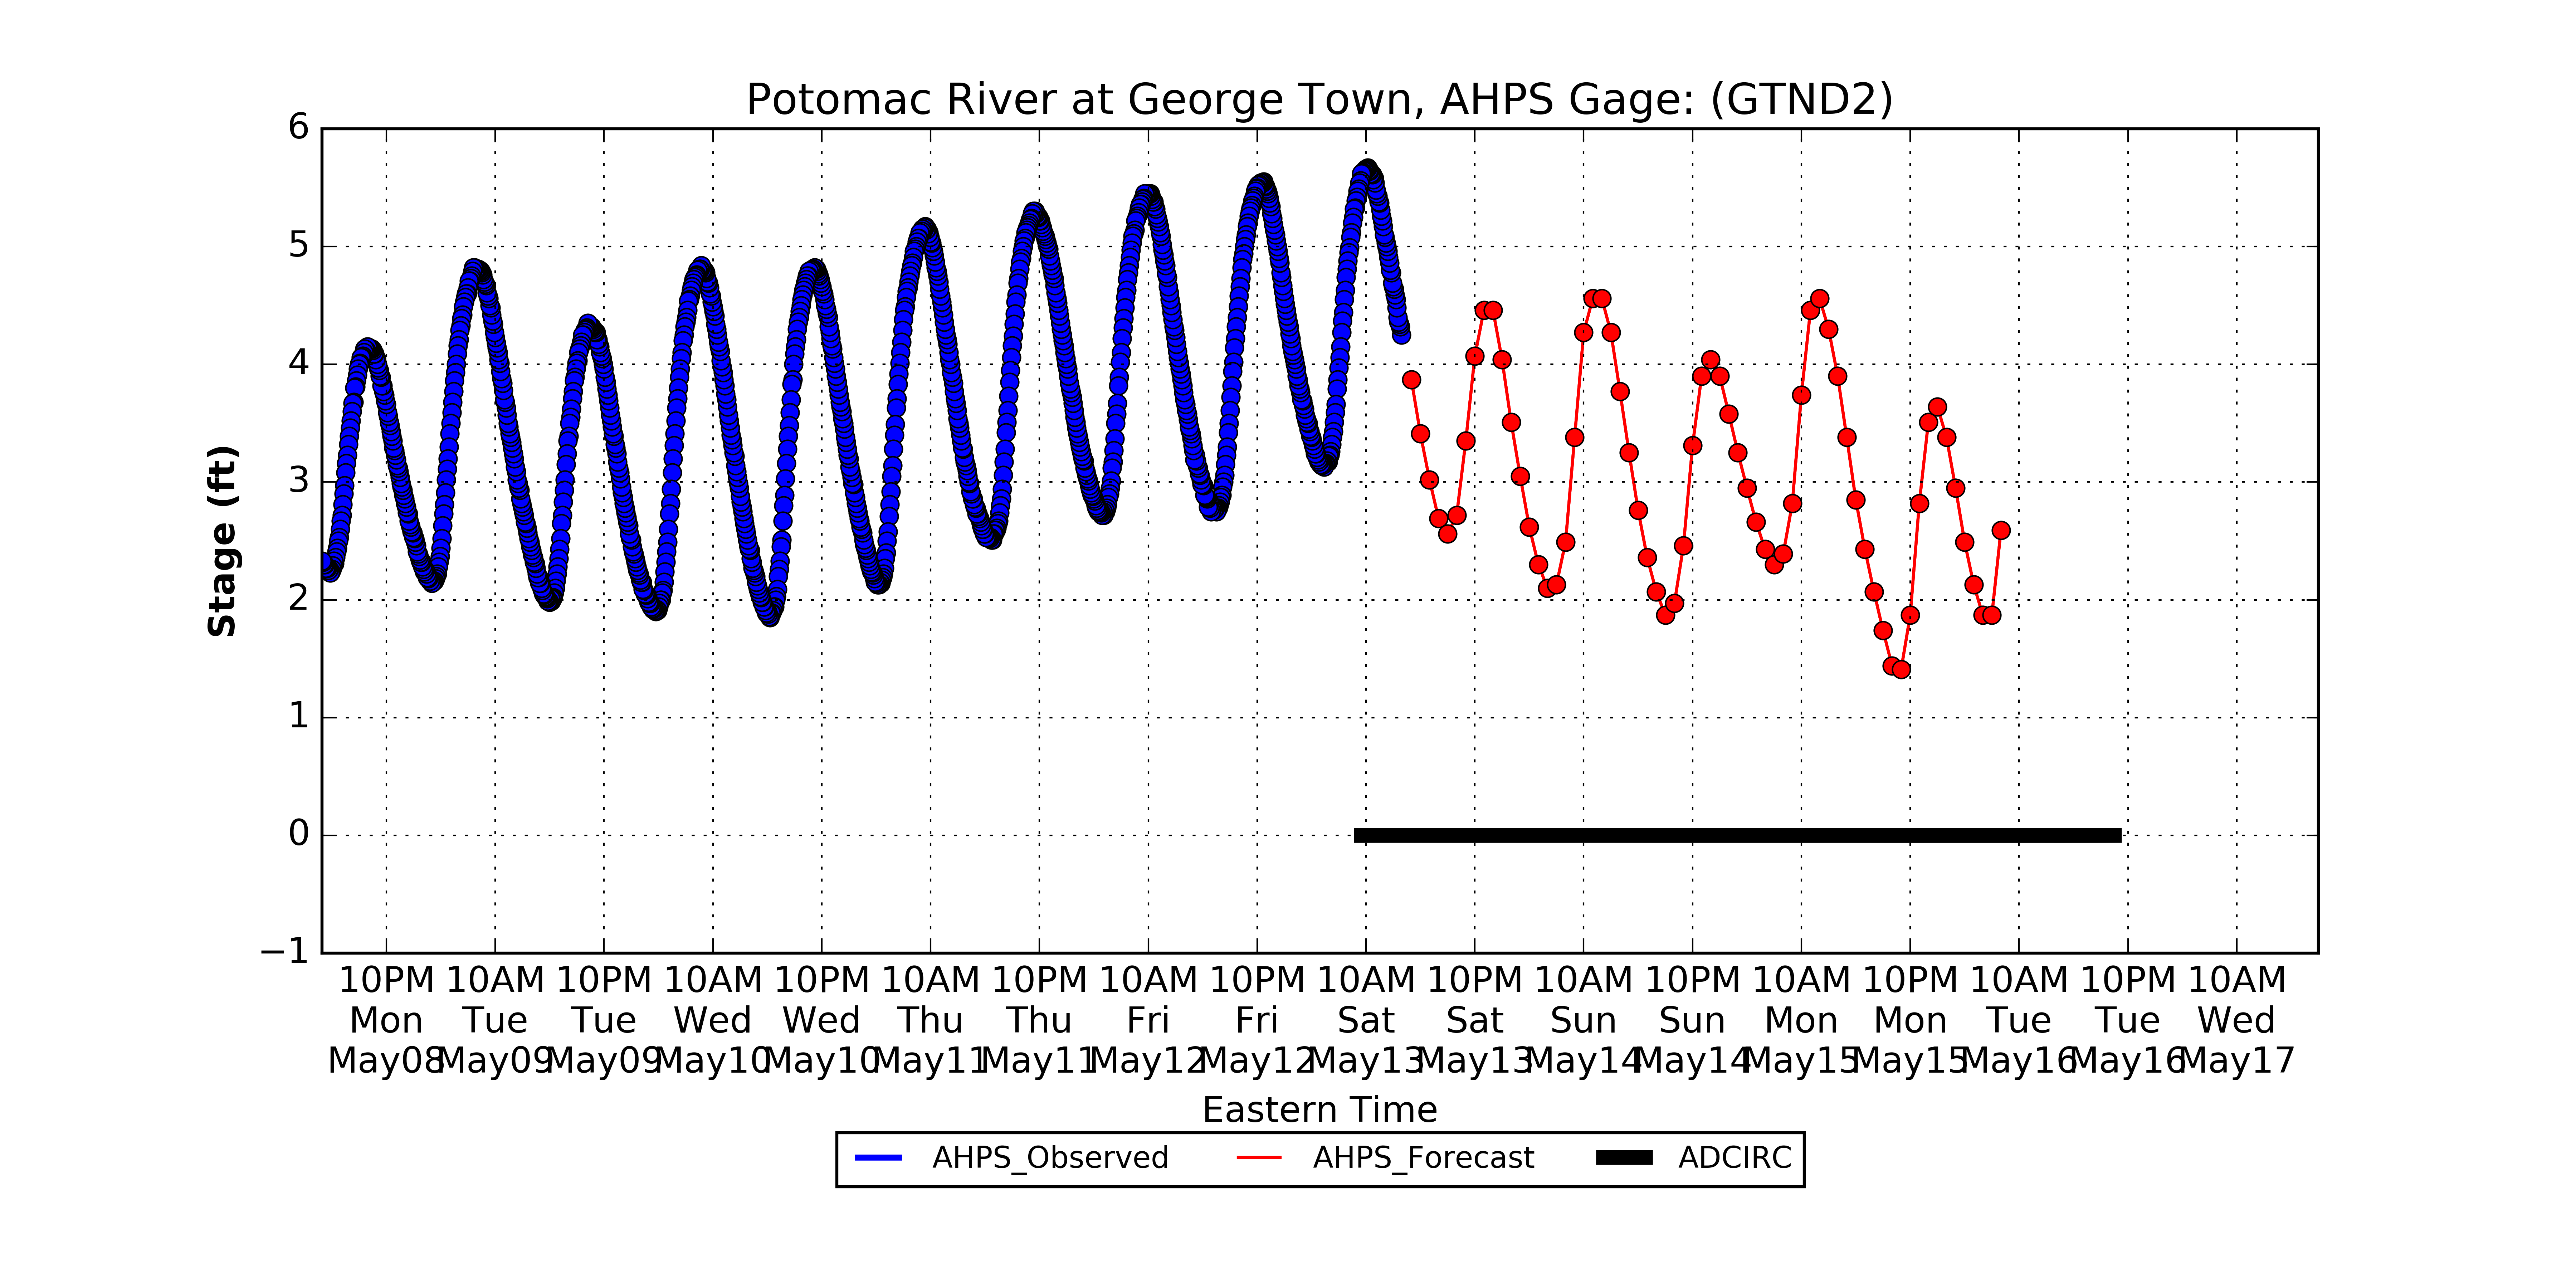 Potomac River at George Town, AHPS Gage: (GTND2)
Stage (ft)
6
5
4
3
2
1
0
−1
10PM 10AM 10PM 10AM 10PM 10AM 10PM 10AM 10PM 10AM 10PM 10AM 10PM 10AM 10PM 10AM 10PM 10AM
Mon Tue Tue Wed Wed Thu Thu Fri Fri Sat Sat Sun Sun Mon Mon Tue Tue Wed
May08 May09 May09 May10 May10 May11 May11 May12 May12 May13 May13 May14 May14 May15 May15 May16 May16 May17
Eastern Time
AHPS_Observed AHPS_Forecast ADCIRC